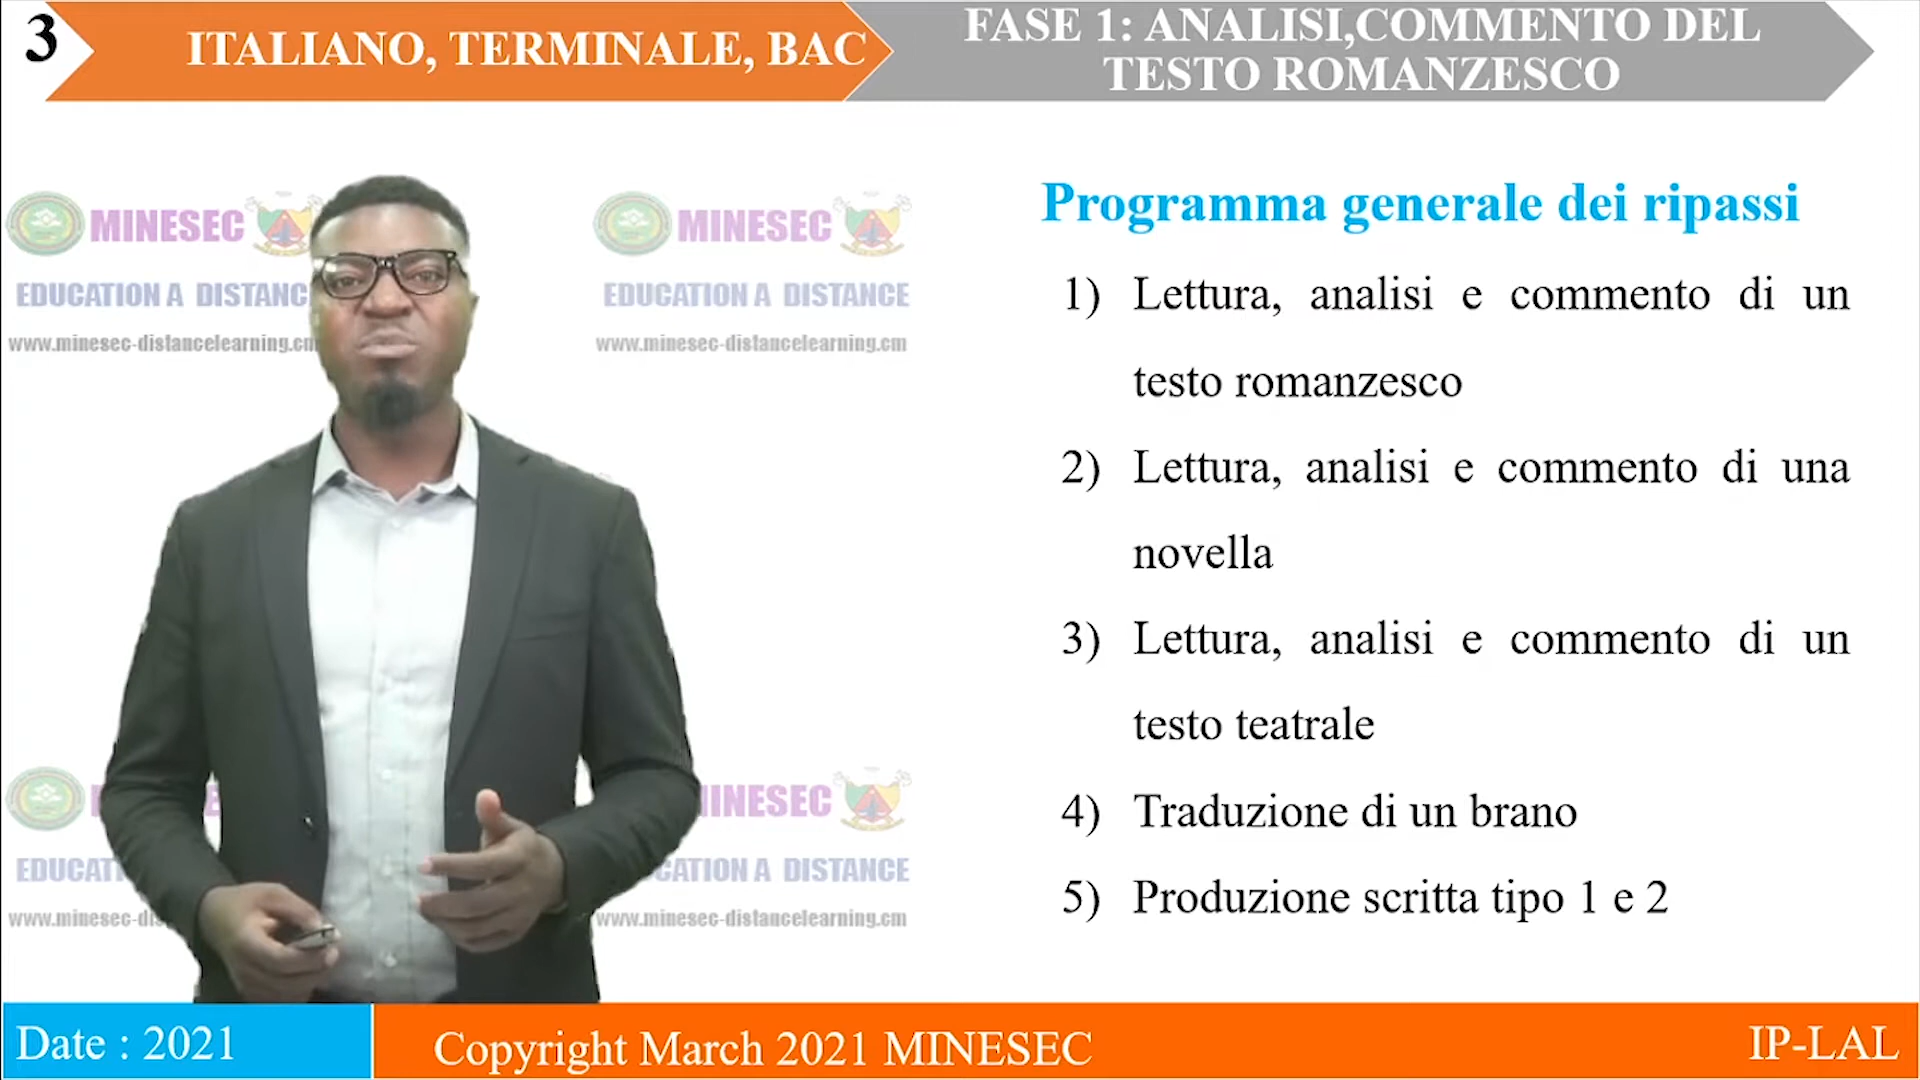 3
ITALIANO, TERMINALE, BAC
FASE 1: ANALISI,COMMENTO DEL
TESTO ROMANZESCO
MINESEC
EDUCATION A DISTANC
www.minesec-distancelearning.cm
MINESEC
EDUCATION A DISTANCE
www.minesec-distancelearning.cm
Programma generale dei ripassi
1) Lettura, analisi e commento di un
testo romanzesco
2) Lettura, analisi e commento di una
novella
3) Lettura, analisi e commento di un
testo teatrale
4) Traduzione di un brano
5) Produzione scritta tipo 1 e 2
INESEC
EDUCAT
CATION A DISTANCE
www.minesec-di
www.minesec-distancelearning.cm
Date : 2021
Copyright March 2021 MINESEC
IP-LAL